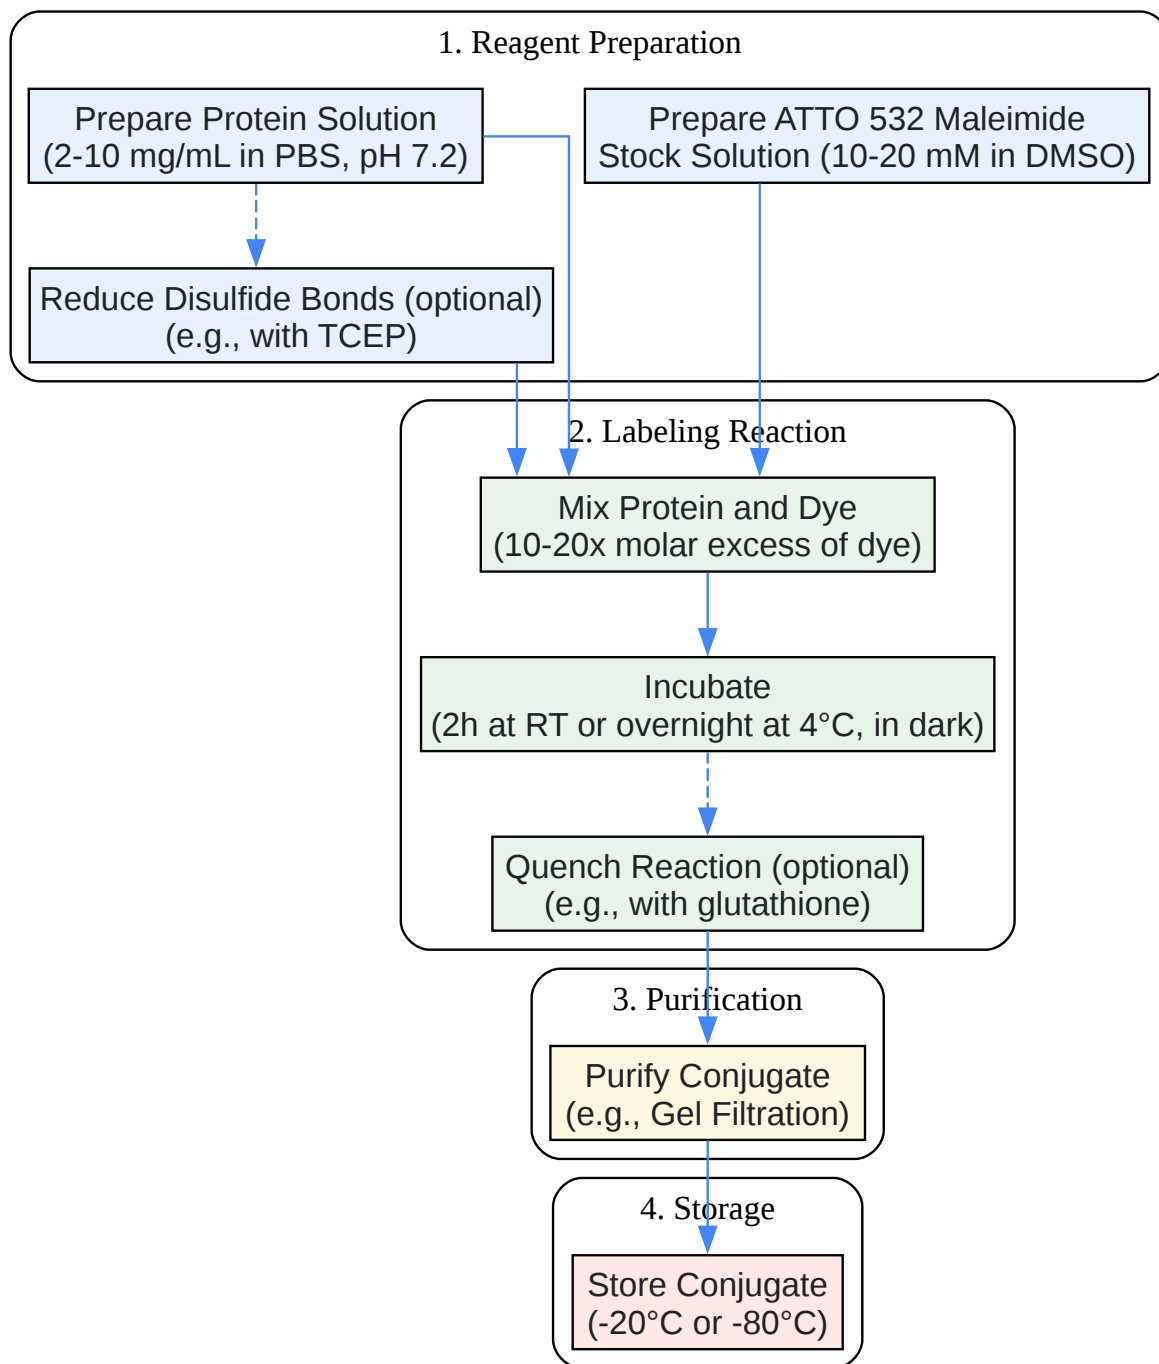 1. Reagent Preparation
Prepare Protein Solution
(2-10 mg/mL in PBS, pH 7.2)
Prepare ATTO 532 Maleimide
Stock Solution (10-20 mM in DMSO)
Reduce Disulfide Bonds (optional)
(e.g., with TCEP)
2. Labeling Reaction
Mix Protein and Dye
(10-20x molar excess of dye)
Incubate
(2h at RT or overnight at 4°C, in dark)
Quench Reaction (optional)
(e.g., with glutathione)
3. Purification
Purify Conjugate
(e.g., Gel Filtration)
4. Storage
Store Conjugate
(-20°C or -80°C)